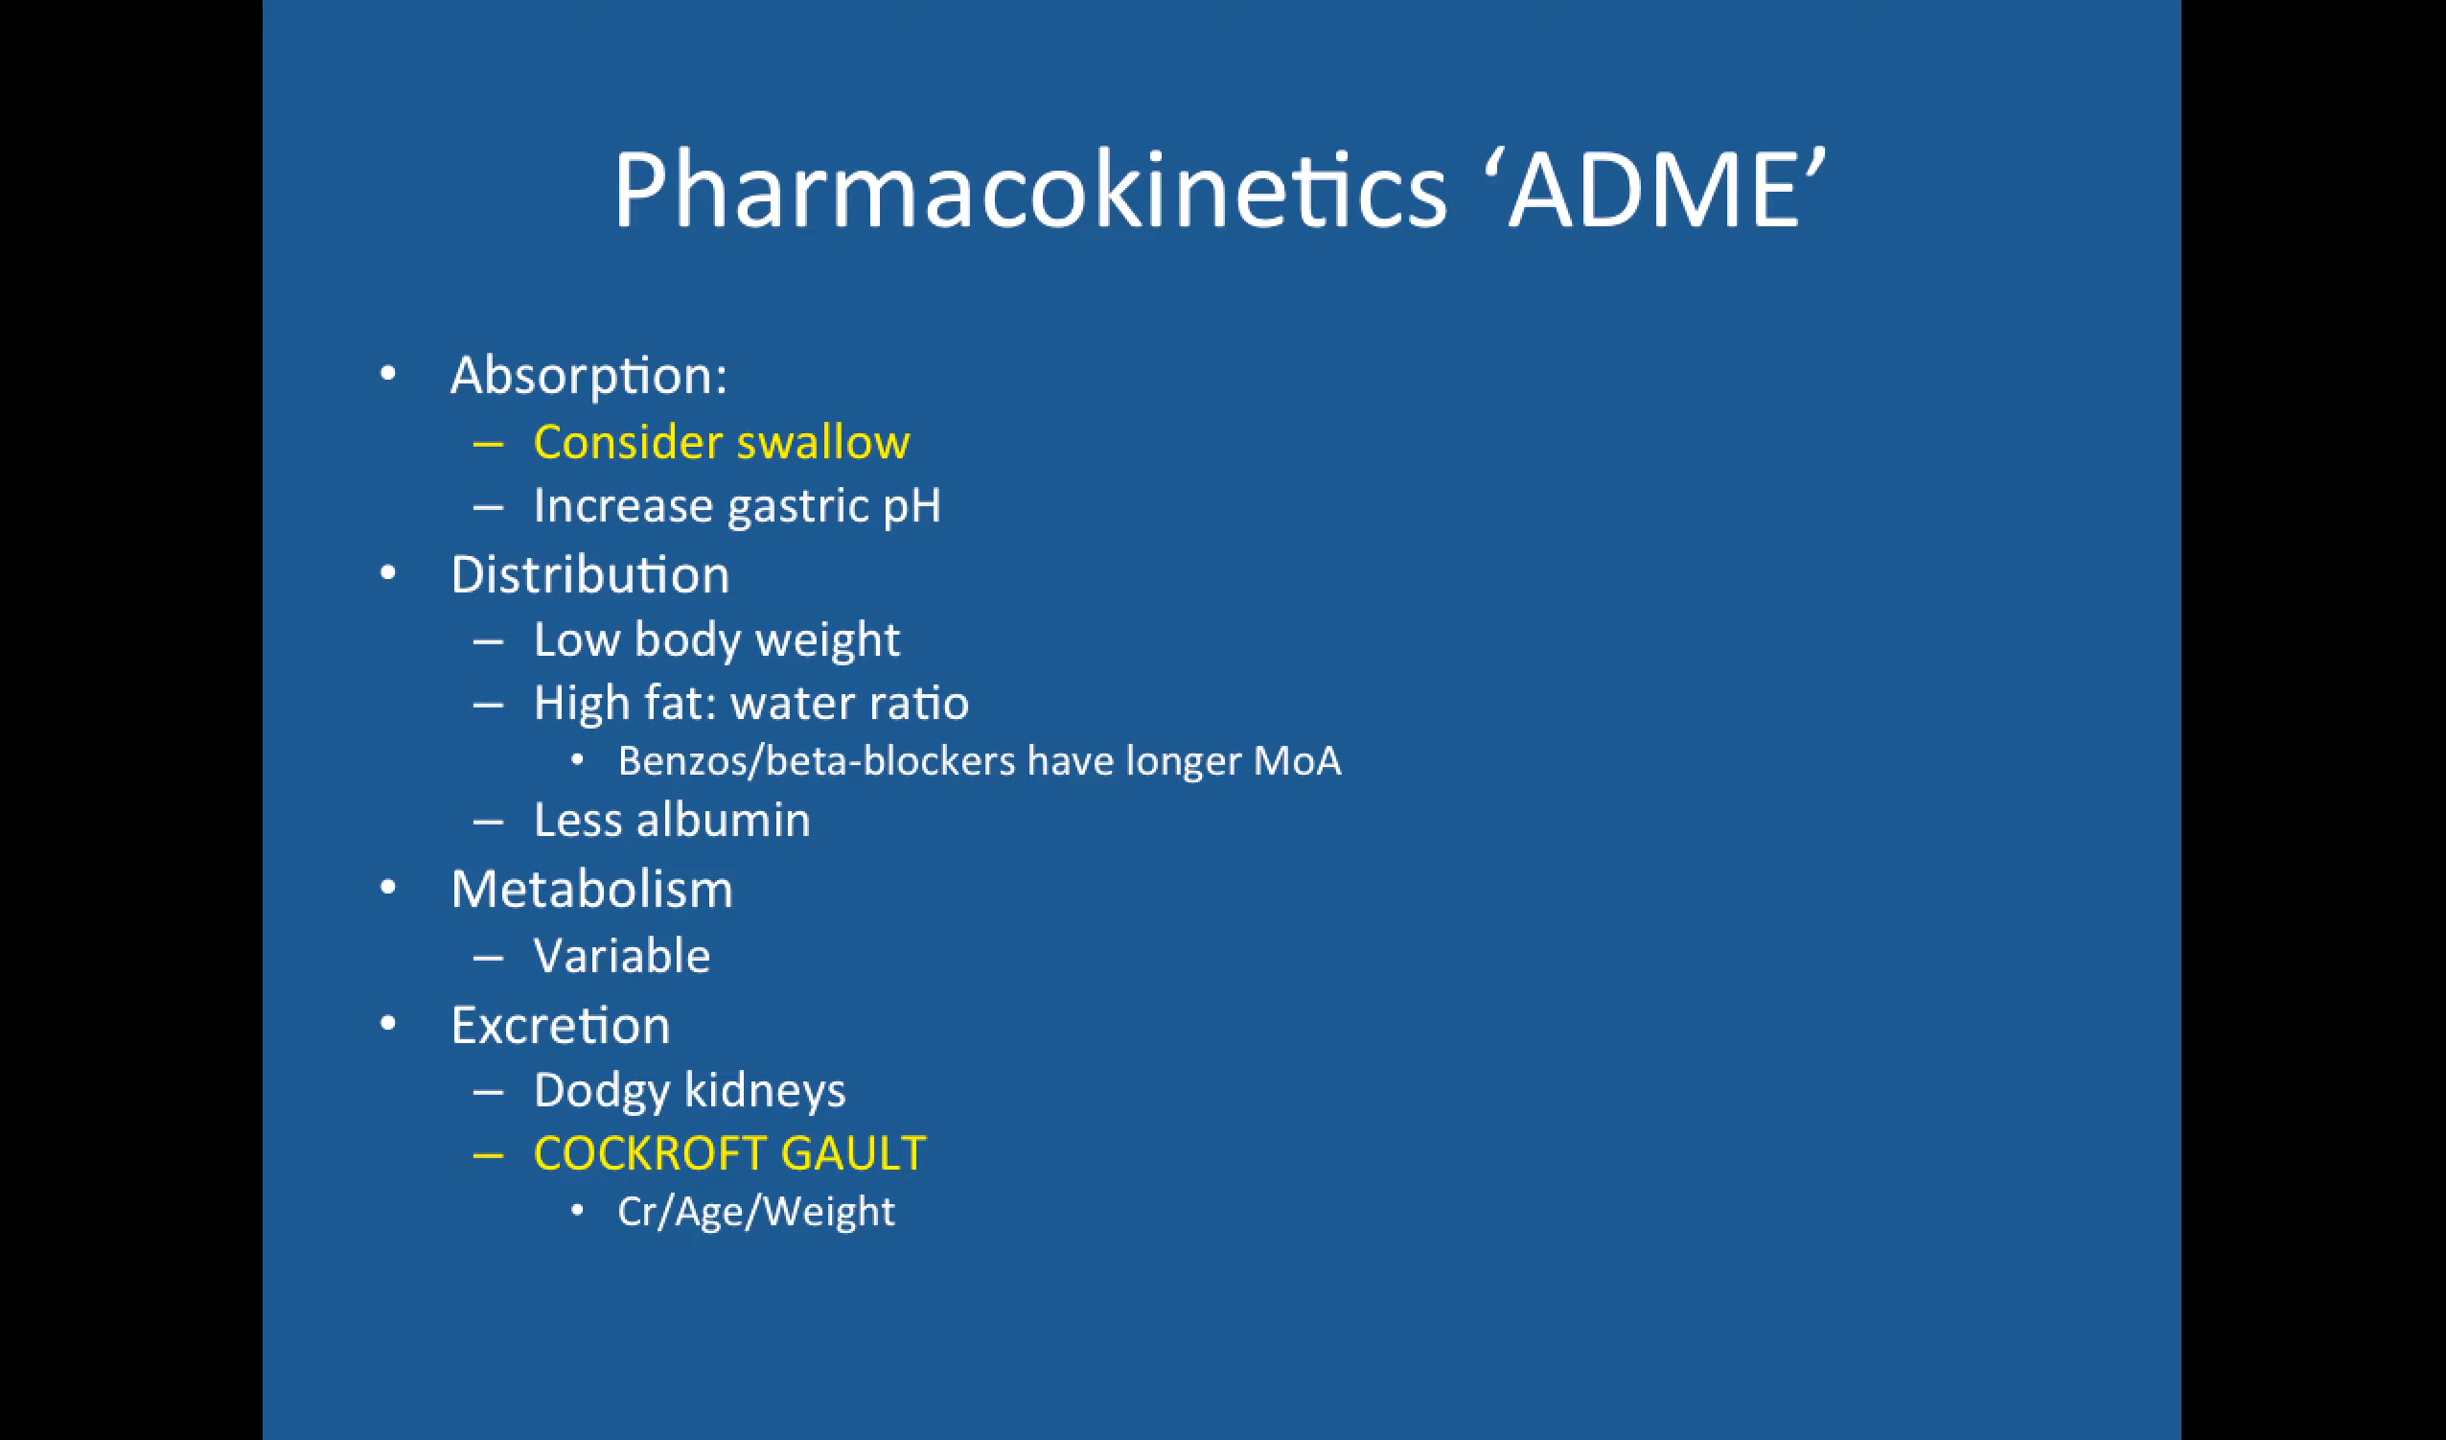 Pharmacokinetics ‘ADME’
• Absorption:
– Consider swallow
– Increase gastric pH
• Distribution
– Low body weight
– High fat: water ratio
• Benzos/beta-blockers have longer MoA
– Less albumin
• Metabolism
– Variable
• Excretion
– Dodgy kidneys
– COCKROFT GAULT
• Cr/Age/Weight